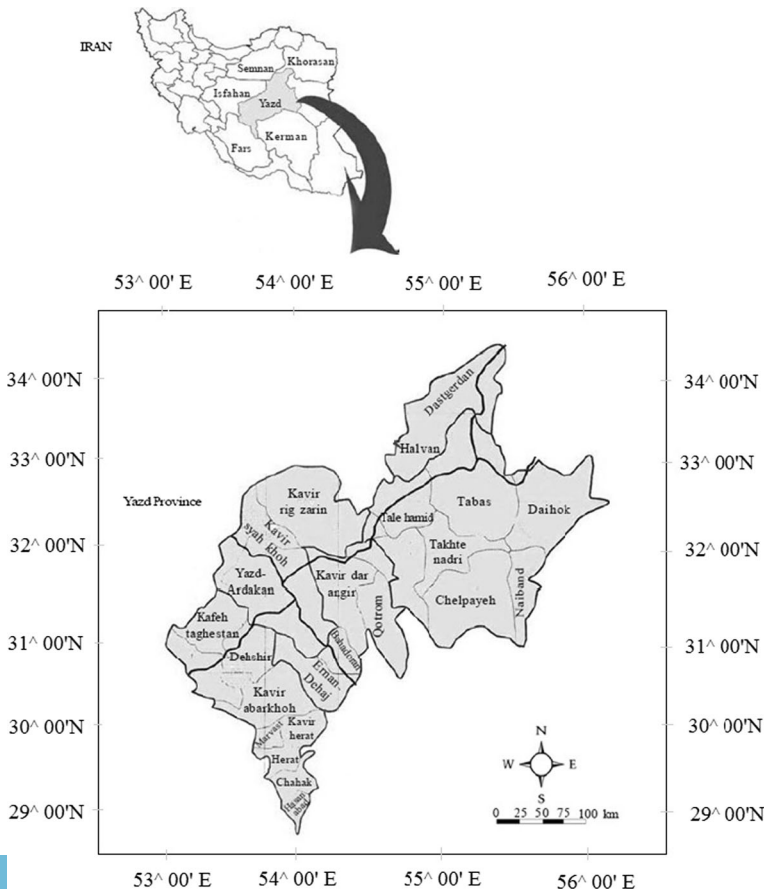 IRAN
Semnan
Khorasan
Isfahan
Yazd
Kerman
Fars
53^ 00' E
54^ 00' E
55^ 00' E
56^ 00' E
34^ 00'N
34^ 00'N
Dastgerdan
Halvan
33^ 00'N
33^ 00'N
Yazd Province
Kavir
rig zarin
Tabas
Daihok
Tale hamid
Kavir
syah khoh
32^ 00'N
32^ 00'N
Takhte
nadri
Yazd-
Ardakan
Kavir dar
angir
Chelpayeh
Naiband
Qotrom
Kafeh
taghestan
31^ 00'N
31^ 00'N
Bahadoran
Dehshir
Eman-
Dehaj
Kavir
abarkhoh
30^ 00'N
30^ 00'N
Marvast
Kavir
herat
Herat
Chahak
Hasan
abad
29^ 00'N
29^ 00'N
N
W
E
S
0 25 50 75 100 km
53^ 00' E
54^ 00' E
55^ 00' E
56^ 00' E